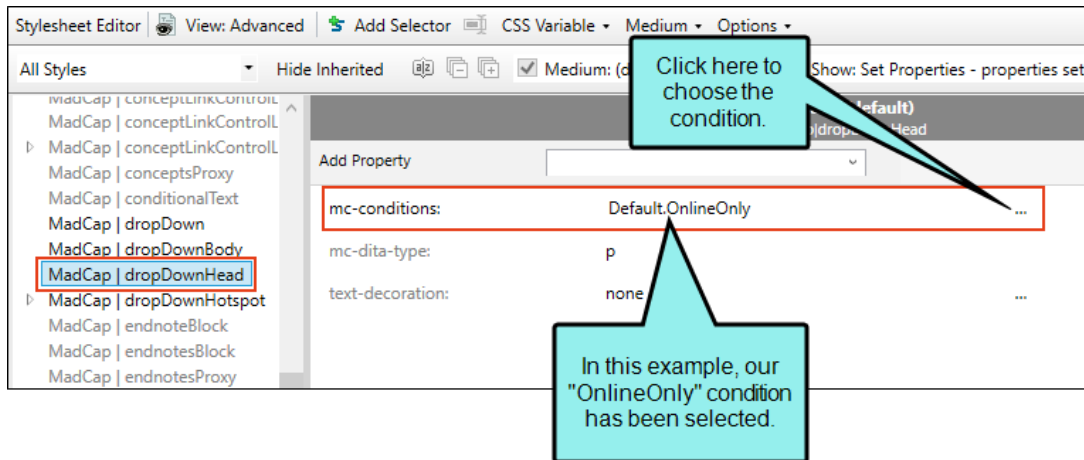 Stylesheet Editor View: Advanced Add Selector CSS Variable Medium Options
All Styles Hide Inherited Medium: (d Show: Set Properties - properties set
Click here to
choose the
condition.
MadCap | conceptLinkControlL
MadCap | conceptLinkControlL
MadCap | conceptLinkControlL
MadCap | conceptsProxy
MadCap | conditionalText
MadCap | dropDown
MadCap | dropDownBody
MadCap | dropDownHead
MadCap | dropDownHotspot
MadCap | endnoteBlock
MadCap | endnotesBlock
MadCap | endnotesProxy
efault)
Head
Add Property
mc-conditions: Default.OnlineOnly ...
mc-dita-type: p
text-decoration: none ...
In this example, our
"OnlineOnly" condition
has been selected.